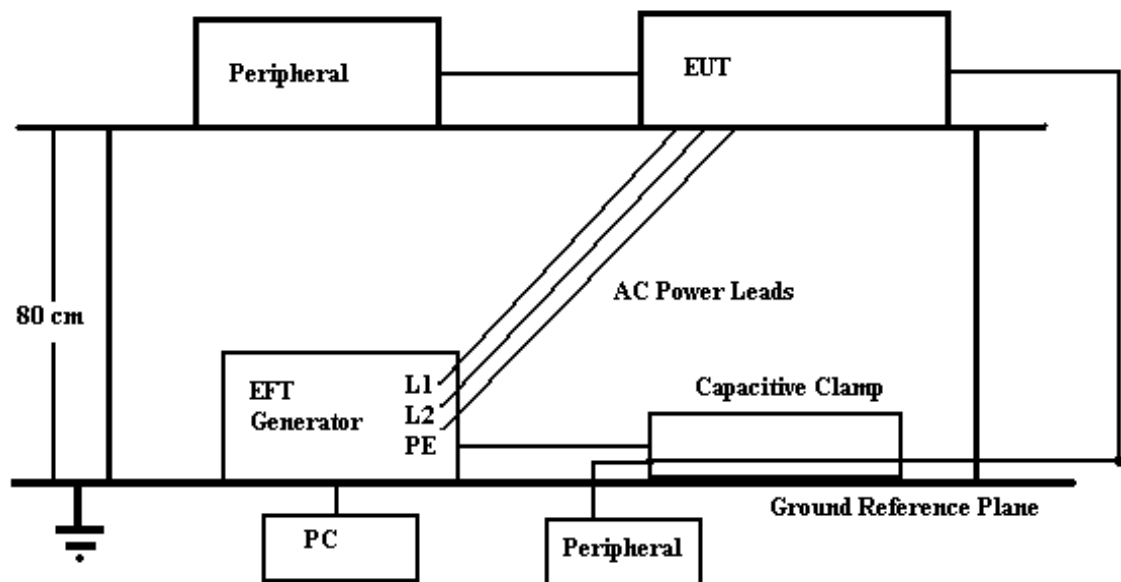 Peripheral
EUT
AC Power Leads
80 cm
EFT
Generator
L1
L2
PE
Capacitive Clamp
Ground Reference Plane
PC
Peripheral